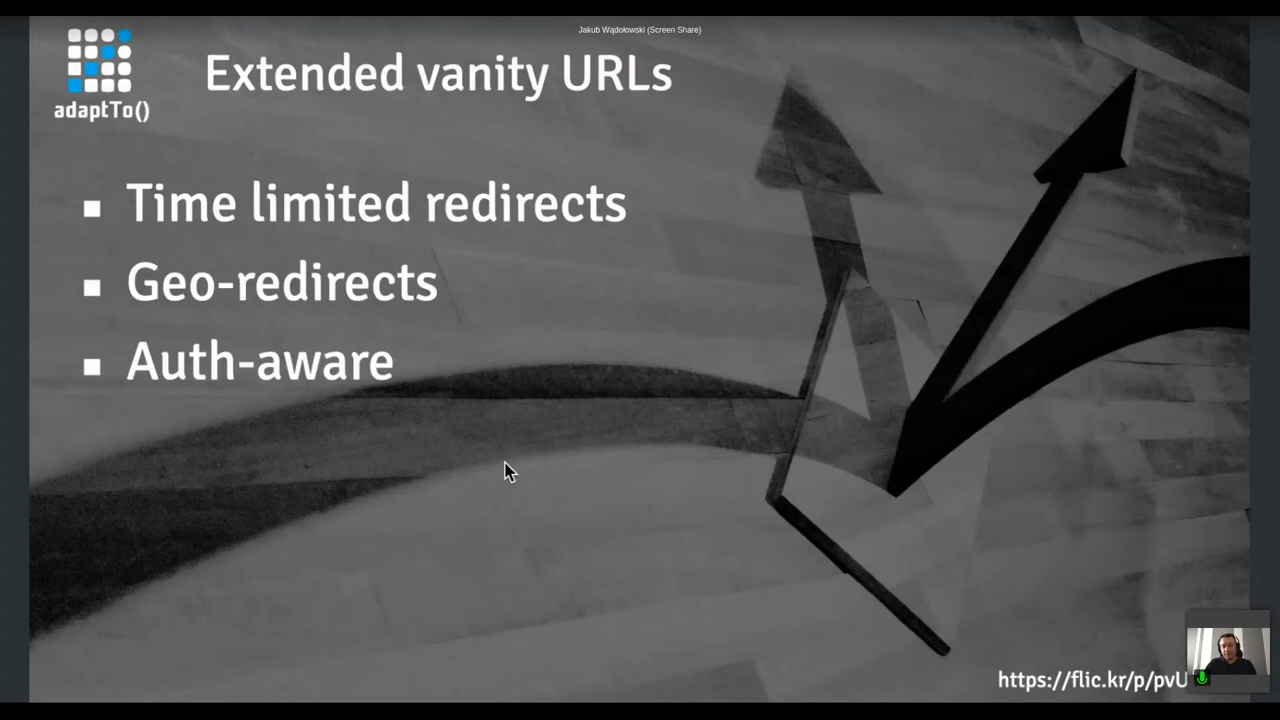 Jakub Wądołowski (Screen Share)
adaptTo()
Extended vanity URLs
Time limited redirects
Geo-redirects
Auth-aware
https://flic.kr/p/pvU